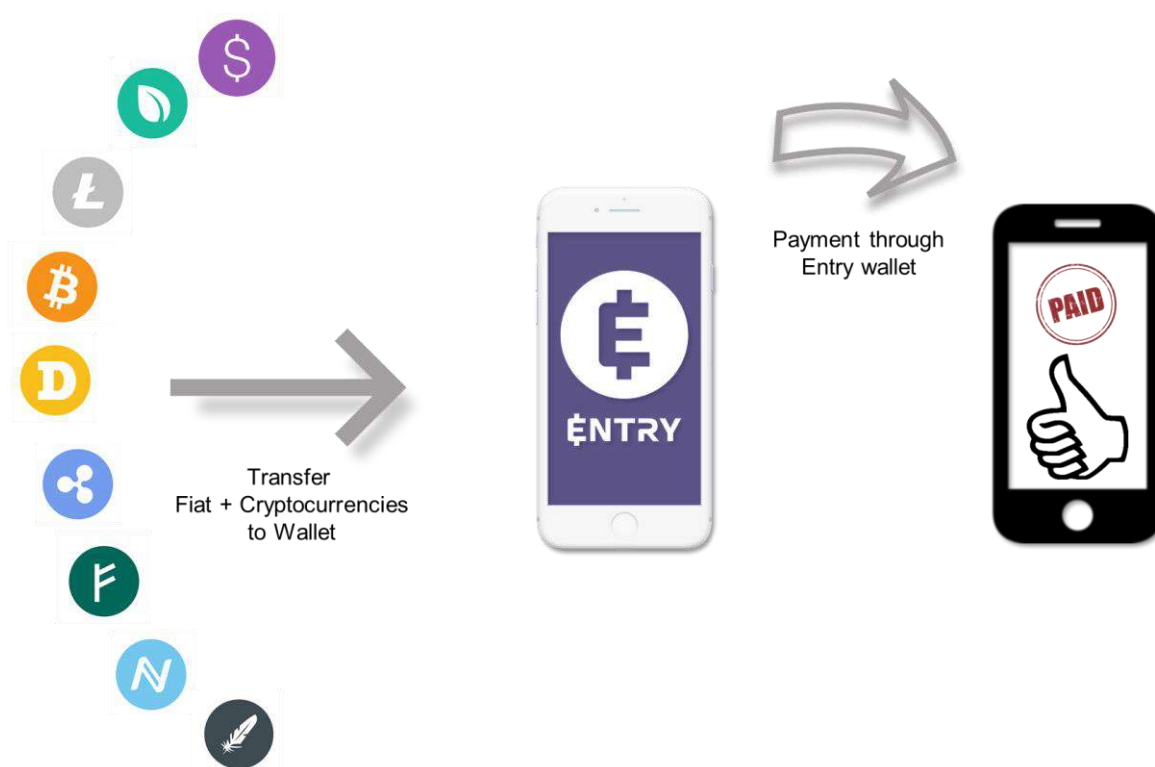 Transfer
Fiat + Cryptocurrencies
to Wallet
ENTRY
Payment through
Entry wallet
PAID